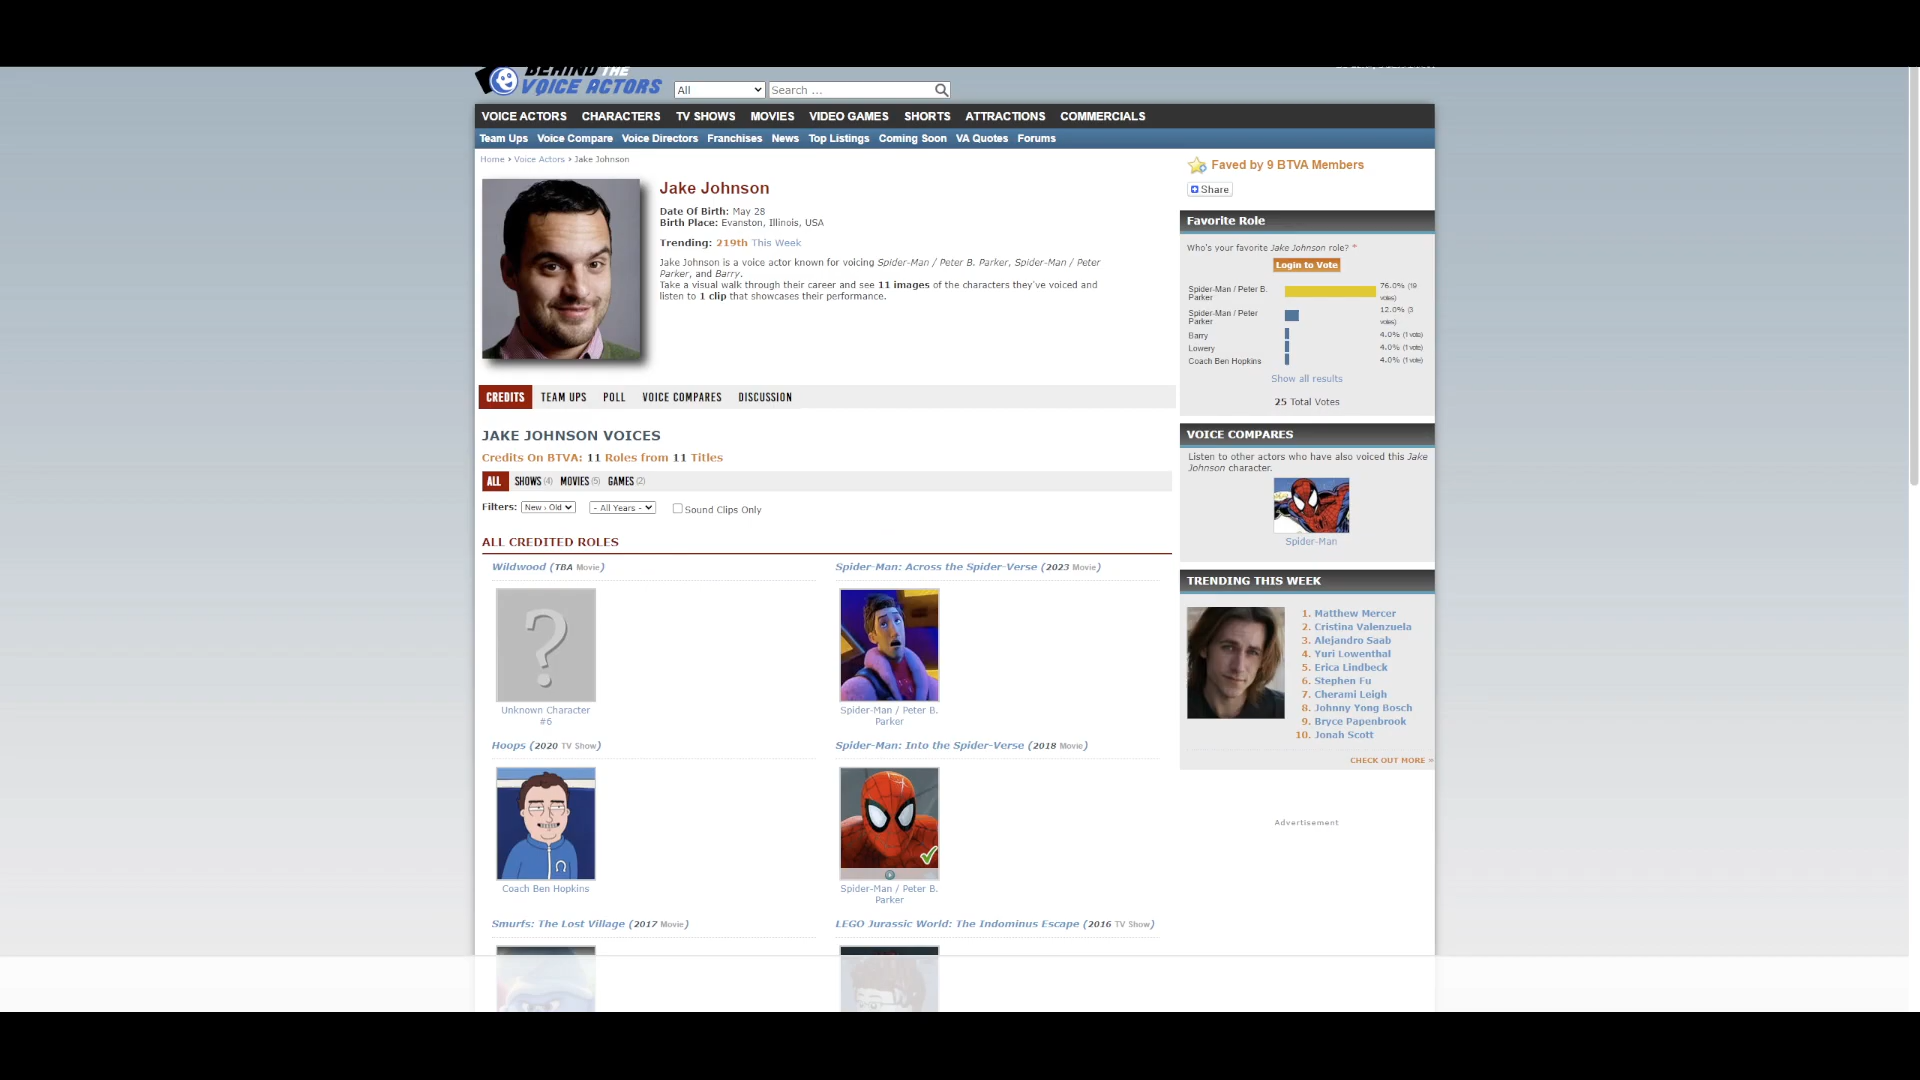 BEHIND THE
VOICE ACTORS
All
Search ...
VOICE ACTORS CHARACTERS TV SHOWS MOVIES VIDEO GAMES SHORTS ATTRACTIONS COMMERCIALS
Team Ups Voice Compare Voice Directors Franchises News Top Listings Coming Soon VA Quotes Forums
Home › Voice Actors › Jake Johnson
Jake Johnson
Date Of Birth: May 28
Birth Place: Evanston, Illinois, USA
Trending: 219th This Week
Jake Johnson is a voice actor known for voicing Spider-Man / Peter B. Parker, Spider-Man / Peter
Parker, and Barry.
Take a visual walk through their career and see 11 images of the characters they've voiced and
listen to 1 clip that showcases their performance.
CREDITS TEAM UPS POLL VOICE COMPARES DISCUSSION
JAKE JOHNSON VOICES
Credits On BTVA: 11 Roles from 11 Titles
ALL SHOWS (4) MOVIES (5) GAMES (2)
Filters: New › Old - All Years - Sound Clips Only
ALL CREDITED ROLES
Wildwood (TBA Movie)
Unknown Character
#6
Spider-Man: Across the Spider-Verse (2023 Movie)
Spider-Man / Peter B.
Parker
Hoops (2020 TV Show)
Coach Ben Hopkins
Spider-Man: Into the Spider-Verse (2018 Movie)
Spider-Man / Peter B.
Parker
Smurfs: The Lost Village (2017 Movie)
LEGO Jurassic World: The Indominus Escape (2016 TV Show)
Faved by 9 BTVA Members
Share
Favorite Role
Who's your favorite Jake Johnson role? *
Login to Vote
Spider-Man / Peter B.
Parker
76.0% (19
votes)
Spider-Man / Peter
Parker
12.0% (3
votes)
Barry 4.0% (1 vote)
Lowery 4.0% (1 vote)
Coach Ben Hopkins 4.0% (1 vote)
Show all results
25 Total Votes
VOICE COMPARES
Listen to other actors who have also voiced this Jake
Johnson character.
Spider-Man
TRENDING THIS WEEK
1. Matthew Mercer
2. Cristina Valenzuela
3. Alejandro Saab
4. Yuri Lowenthal
5. Erica Lindbeck
6. Stephen Fu
7. Cherami Leigh
8. Johnny Yong Bosch
9. Bryce Papenbrook
10. Jonah Scott
CHECK OUT MORE »
Advertisement